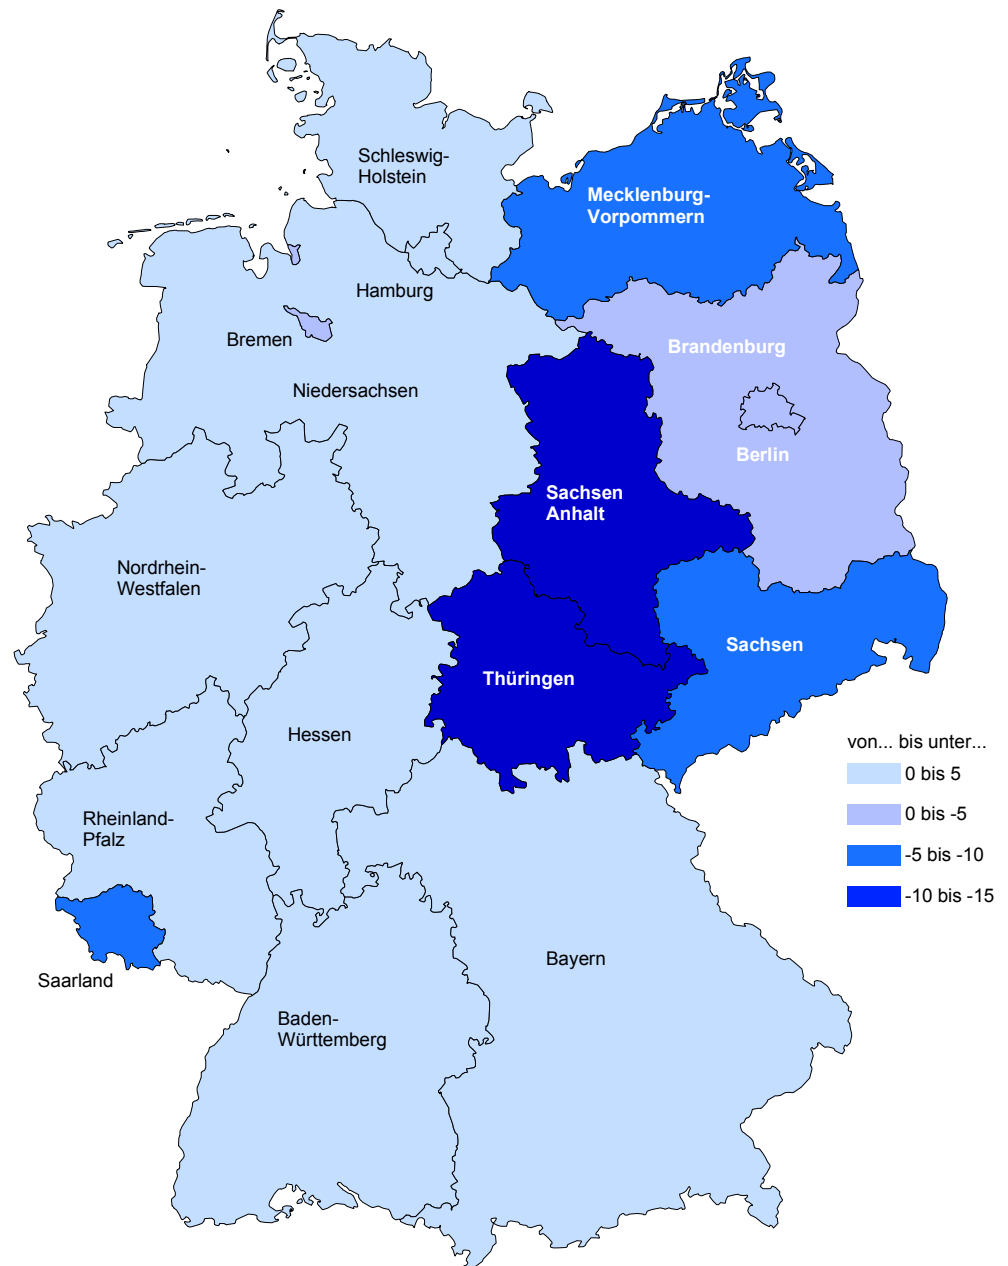 Schleswig-
Holstein
Mecklenburg-
Vorpommern
Hamburg
Bremen
Brandenburg
Niedersachsen
Berlin
Sachsen
Anhalt
Nordrhein-
Westfalen
Sachsen
Thüringen
Hessen
von... bis unter...
0 bis 5
0 bis -5
-5 bis -10
-10 bis -15
Rheinland-
Pfalz
Saarland
Bayern
Baden-
Württemberg